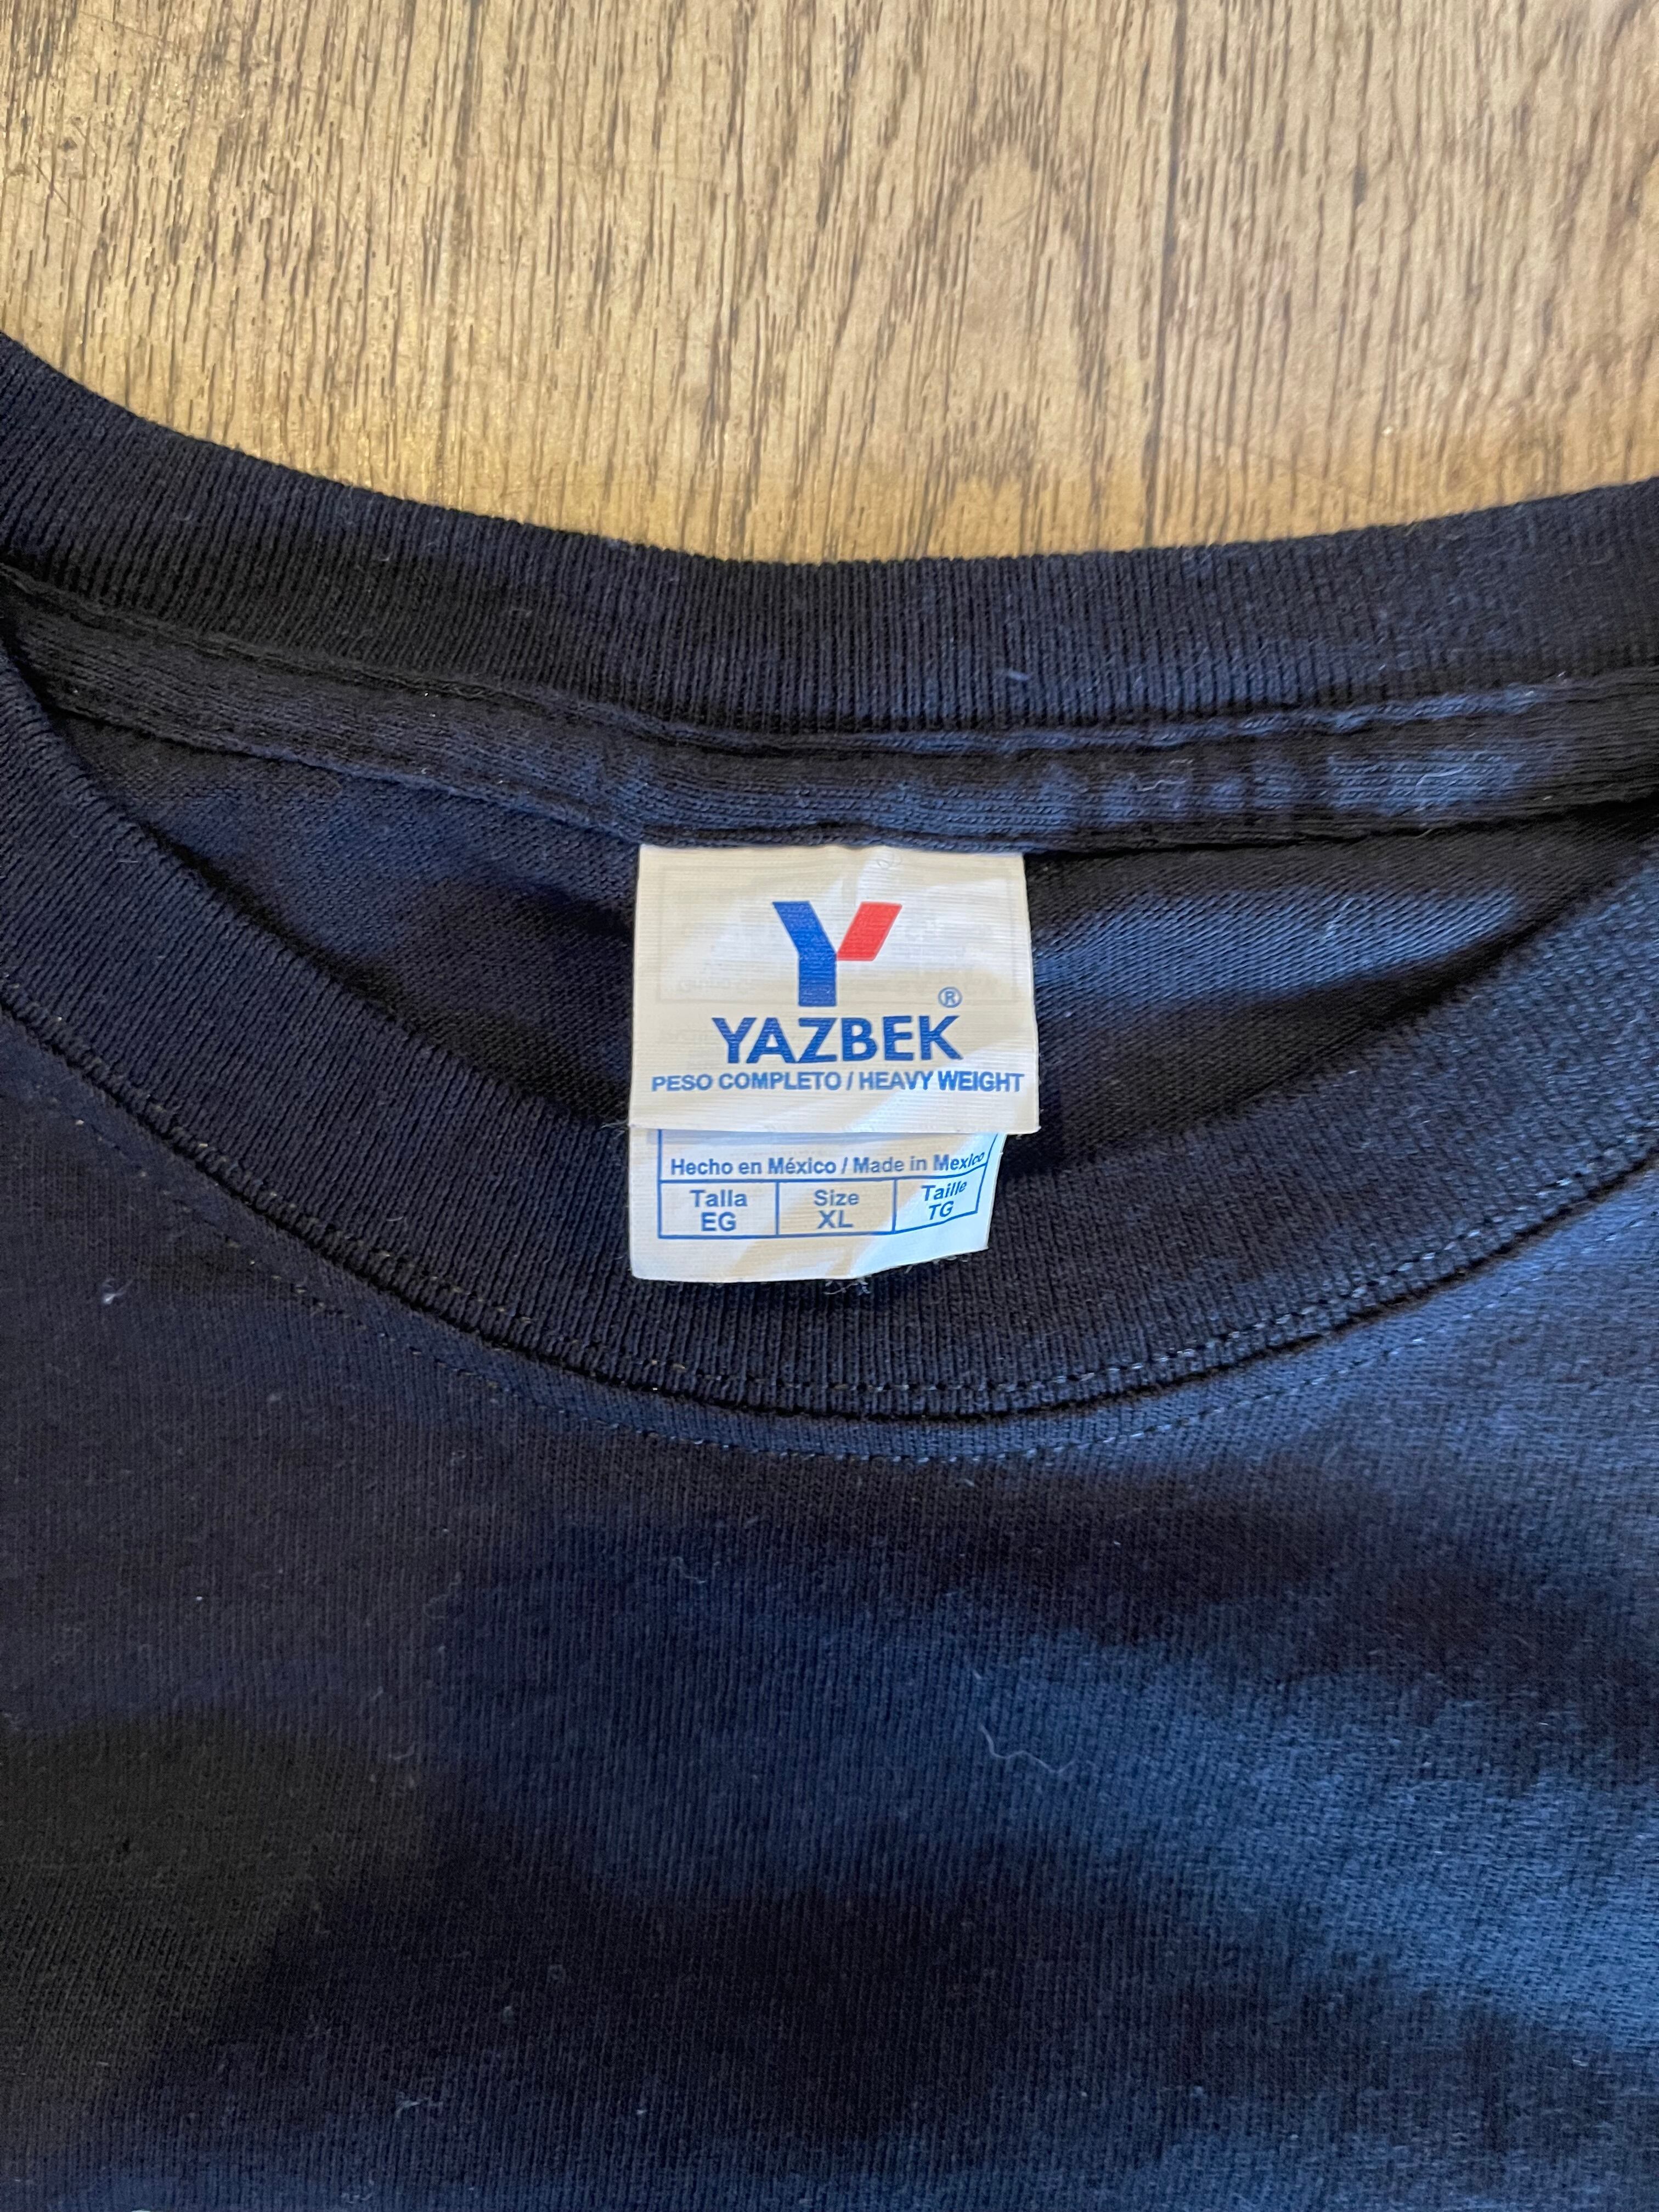 Y
®
YAZBEK
PESO COMPLETO / HEAVY WEIGHT
Hecho en México / Made in Mexico
Talla Size Taille
EG XL TG